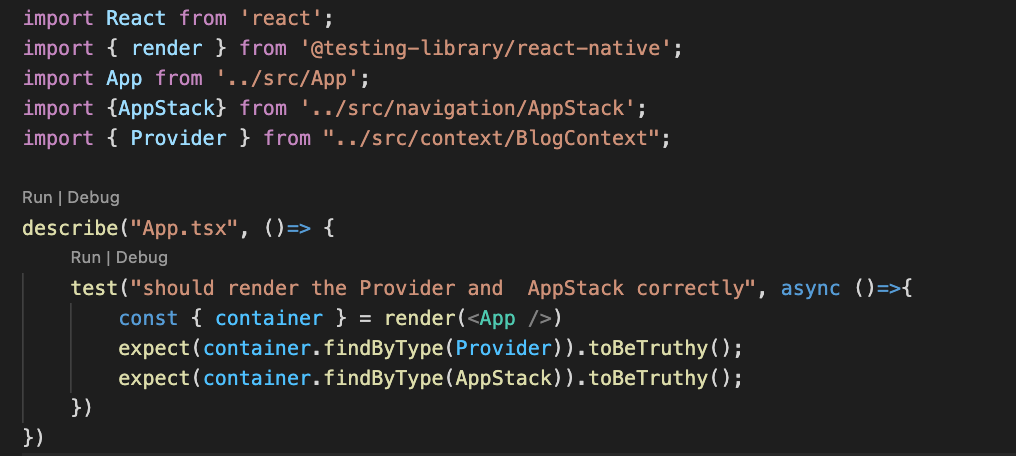 import React from 'react';
import { render } from '@testing-library/react-native';
import App from '../src/App';
import {AppStack} from '../src/navigation/AppStack';
import { Provider } from "../src/context/BlogContext";
Run | Debug
describe("App.tsx", ()=> {
Run | Debug
test("should render the Provider and  AppStack correctly", async ()=>{
const { container } = render(<App />)
expect(container.findByType(Provider)).toBeTruthy();
expect(container.findByType(AppStack)).toBeTruthy();
})
})